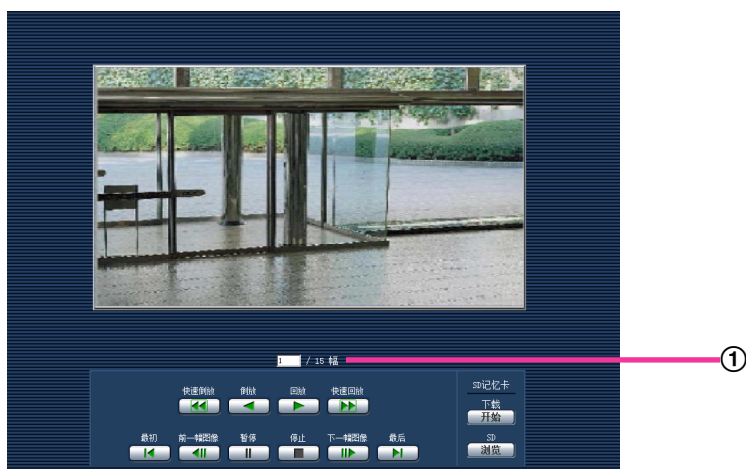 1 / 15 幅
①
快速倒放 倒放 回放 快速回放
SD记忆卡
下载
开始
最初 前一幅图像 暂停 停止 下一幅图像 最后
SD
浏览